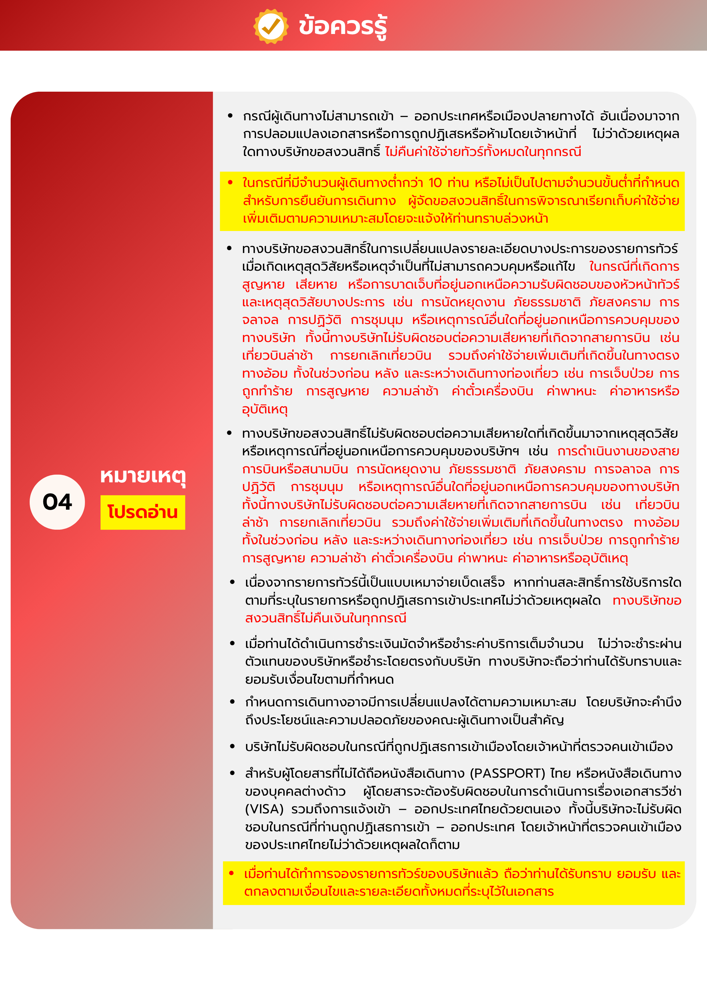 ข้อควรรู้
04
หมายเหตุ
โปรดอ่าน
• กรณีผู้เดินทางไม่สามารถเข้า – ออกประเทศหรือเมืองปลายทางได้ อันเนื่องมาจาก
การปลอมแปลงเอกสารหรือการถูกปฏิเสธหรือห้ามโดยเจ้าหน้าที่ ไม่ว่าด้วยเหตุผล
ใดทางบริษัทขอสงวนสิทธิ์ ไม่คืนค่าใช้จ่ายทัวร์ทั้งหมดในทุกกรณี
• ในกรณีที่มีจำนวนผู้เดินทางต่ำกว่า 10 ท่าน หรือไม่เป็นไปตามจำนวนขั้นต่ำที่กำหนด
สำหรับการยืนยันการเดินทาง ผู้จัดขอสงวนสิทธิ์ในการพิจารณาเรียกเก็บค่าใช้จ่าย
เพิ่มเติมตามความเหมาะสมโดยจะแจ้งให้ท่านทราบล่วงหน้า
• ทางบริษัทขอสงวนสิทธิ์ในการเปลี่ยนแปลงรายละเอียดบางประการของรายการทัวร์
เมื่อเกิดเหตุสุดวิสัยหรือเหตุจำเป็นที่ไม่สามารถควบคุมหรือแก้ไข ในกรณีที่เกิดการ
สูญหาย เสียหาย หรือการบาดเจ็บที่อยู่นอกเหนือความรับผิดชอบของหัวหน้าทัวร์
และเหตุสุดวิสัยบางประการ เช่น การนัดหยุดงาน ภัยธรรมชาติ ภัยสงคราม การ
จลาจล การปฏิวัติ การชุมนุม หรือเหตุการณ์อื่นใดที่อยู่นอกเหนือการควบคุมของ
ทางบริษัท ทั้งนี้ทางบริษัทไม่รับผิดชอบต่อความเสียหายที่เกิดจากสายการบิน เช่น
เที่ยวบินล่าช้า การยกเลิกเที่ยวบิน รวมถึงค่าใช้จ่ายเพิ่มเติมที่เกิดขึ้นในทางตรง
ทางอ้อม ทั้งในช่วงก่อน หลัง และระหว่างเดินทางท่องเที่ยว เช่น การเจ็บป่วย การ
ถูกทำร้าย การสูญหาย ความล่าช้า ค่าตั๋วเครื่องบิน ค่าพาหนะ ค่าอาหารหรือ
อุบัติเหตุ
• ทางบริษัทขอสงวนสิทธิ์ไม่รับผิดชอบต่อความเสียหายใดที่เกิดขึ้นมาจากเหตุสุดวิสัย
หรือเหตุการณ์ที่อยู่นอกเหนือการควบคุมของบริษัทฯ เช่น การดำเนินงานของสาย
การบินหรือสนามบิน การนัดหยุดงาน ภัยธรรมชาติ ภัยสงคราม การจลาจล การ
ปฏิวัติ การชุมนุม หรือเหตุการณ์อื่นใดที่อยู่นอกเหนือการควบคุมของทางบริษัท
ทั้งนี้ทางบริษัทไม่รับผิดชอบต่อความเสียหายที่เกิดจากสายการบิน เช่น เที่ยวบิน
ล่าช้า การยกเลิกเที่ยวบิน รวมถึงค่าใช้จ่ายเพิ่มเติมที่เกิดขึ้นในทางตรง ทางอ้อม
ทั้งในช่วงก่อน หลัง และระหว่างเดินทางท่องเที่ยว เช่น การเจ็บป่วย การถูกทำร้าย
การสูญหาย ความล่าช้า ค่าตั๋วเครื่องบิน ค่าพาหนะ ค่าอาหารหรืออุบัติเหตุ
• เนื่องจากรายการทัวร์นี้เป็นแบบเหมาจ่ายเบ็ดเสร็จ หากท่านสละสิทธิ์การใช้บริการใด
ตามที่ระบุในรายการหรือถูกปฏิเสธการเข้าประเทศไม่ว่าด้วยเหตุผลใด ทางบริษัทขอ
สงวนสิทธิ์ไม่คืนเงินในทุกกรณี
• เมื่อท่านได้ดำเนินการชำระเงินมัดจำหรือชำระค่าบริการเต็มจำนวน ไม่ว่าจะชำระผ่าน
ตัวแทนของบริษัทหรือชำระโดยตรงกับบริษัท ทางบริษัทจะถือว่าท่านได้รับทราบและ
ยอมรับเงื่อนไขตามที่กำหนด
• กำหนดการเดินทางอาจมีการเปลี่ยนแปลงได้ตามความเหมาะสม โดยบริษัทจะคำนึง
ถึงประโยชน์และความปลอดภัยของคณะผู้เดินทางเป็นสำคัญ
• บริษัทไม่รับผิดชอบในกรณีที่ถูกปฏิเสธการเข้าเมืองโดยเจ้าหน้าที่ตรวจคนเข้าเมือง
• สำหรับผู้โดยสารที่ไม่ได้ถือหนังสือเดินทาง (PASSPORT) ไทย หรือหนังสือเดินทาง
ของบุคคลต่างด้าว ผู้โดยสารจะต้องรับผิดชอบในการดำเนินการเรื่องเอกสารวีซ่า
(VISA) รวมถึงการแจ้งเข้า – ออกประเทศไทยด้วยตนเอง ทั้งนี้บริษัทจะไม่รับผิด
ชอบในกรณีที่ท่านถูกปฏิเสธการเข้า – ออกประเทศ โดยเจ้าหน้าที่ตรวจคนเข้าเมือง
ของประเทศไทยไม่ว่าด้วยเหตุผลใดก็ตาม
• เมื่อท่านได้ทำการจองรายการทัวร์ของบริษัทแล้ว ถือว่าท่านได้รับทราบ ยอมรับ และ
ตกลงตามเงื่อนไขและรายละเอียดทั้งหมดที่ระบุไว้ในเอกสาร